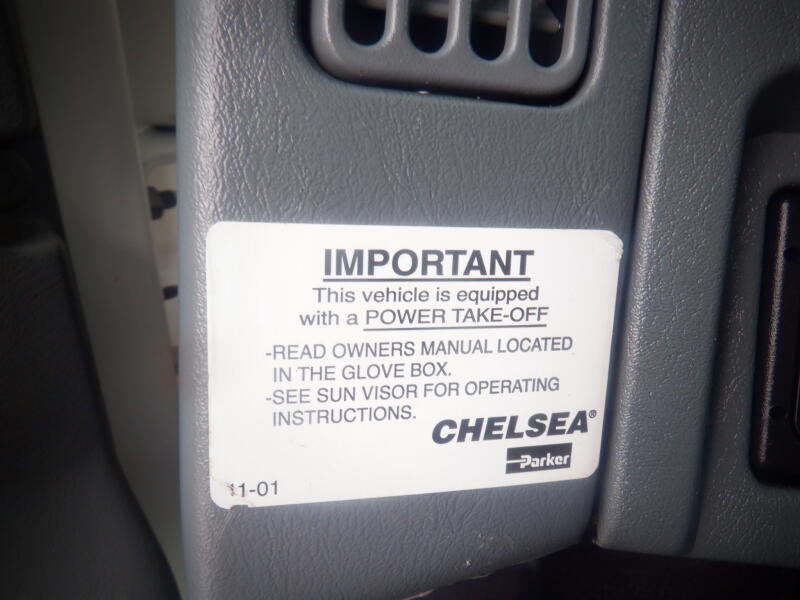 IMPORTANT
This vehicle is equipped
with a POWER TAKE-OFF
-READ OWNERS MANUAL LOCATED
IN THE GLOVE BOX.
-SEE SUN VISOR FOR OPERATING
INSTRUCTIONS.
CHELSEA®
Parker
11-01